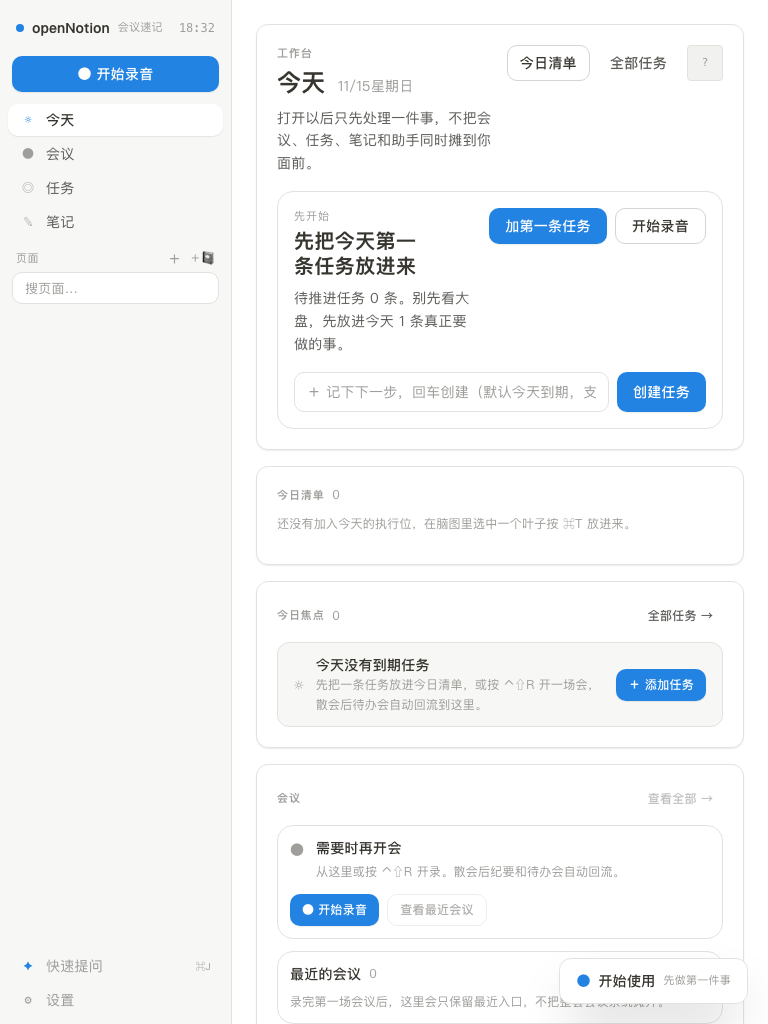 openNotion 会议速记 18:32
开始录音
今天
会议
任务
笔记
页面 + +
搜页面...
快速提问 ⌘J
设置
工作台
今天 11/15星期日
今日清单
全部任务
?
打开以后只先处理一件事，不把会
议、任务、笔记和助手同时摊到你
面前。
先开始
先把今天第一
条任务放进来
加第一条任务
开始录音
待推进任务 0 条。别先看大
盘，先放进今天 1 条真正要
做的事。
+ 记下下一步，回车创建（默认今天到期，支
创建任务
今日清单 0
还没有加入今天的执行位，在脑图里选中一个叶子按 ⌘T 放进来。
今日焦点 0
全部任务 →
今天没有到期任务
先把一条任务放进今日清单，或按 ⌃⇧R 开一场会，
散会后待办会自动回流到这里。
+ 添加任务
会议
查看全部 →
需要时再开会
从这里或按 ⌃⇧R 开录。散会后纪要和待办会自动回流。
开始录音
查看最近会议
最近的会议 0
录完第一场会议后，这里会只保留最近入口，不把
开始使用 先做第一件事